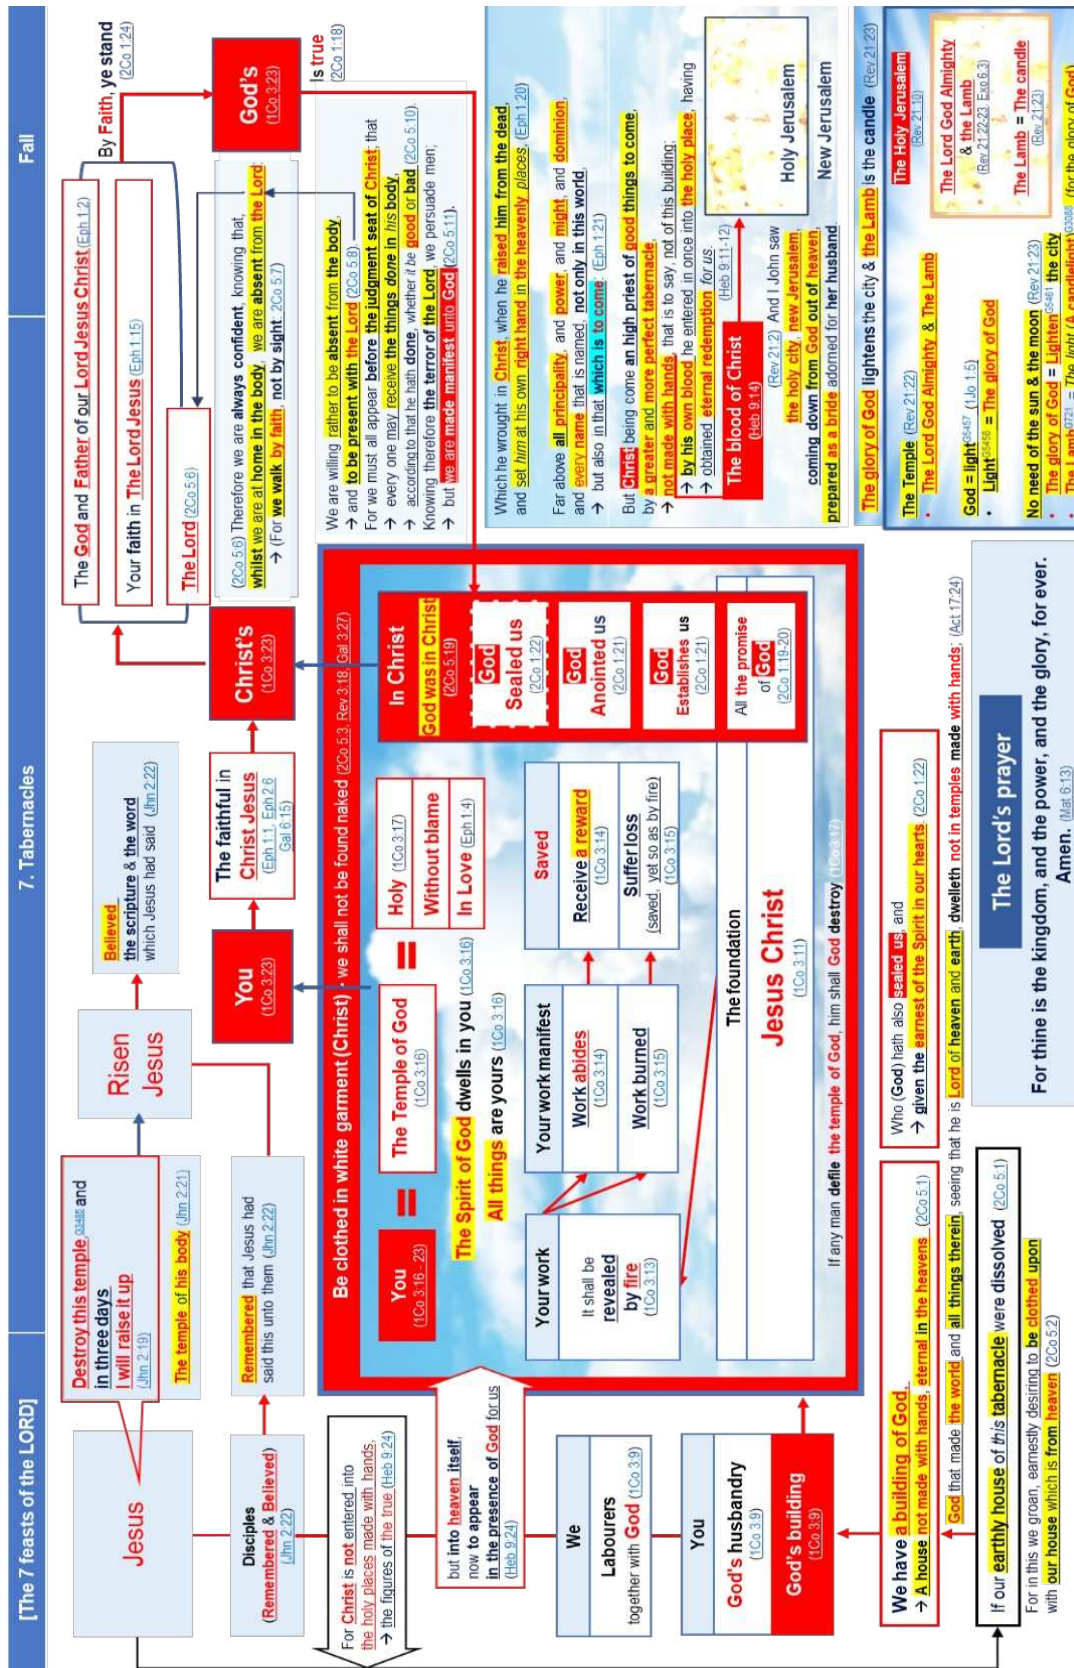 [The 7 feasts of the LORD]
7. Tabernacles
Fall
Jesus
Destroy this temple,G3485 and
in three days
I will raise it up
(Jhn 2:19)
The temple of his body (Jhn 2:21)
Risen
Jesus
Believed
the scripture & the word
which Jesus had said (Jhn 2:22)
Disciples
(Remembered & Believed)
(Jhn 2:22)
Remembered that Jesus had
said this unto them (Jhn 2:22)
You
(1Co 3:23)
The faithful in
Christ Jesus
(Eph 1:1, Eph 2:6
Gal 6:15)
Christ's
(1Co 3:23)
The God and Father of our Lord Jesus Christ (Eph 1:2)
Your faith in The Lord Jesus (Eph 1:15)
The Lord (2Co 5:6)
By Faith, ye stand
(2Co 1:24)
God's
(1Co 3:23)
Is true
(2Co 1:18)
(2Co 5:6) Therefore we are always confident, knowing that,
whilst we are at home in the body, we are absent from the Lord:
→ (For we walk by faith, not by sight: 2Co 5:7)
We are willing rather to be absent from the body,
→ and to be present with the Lord (2Co 5:8)
For we must all appear before the judgment seat of Christ; that
→ every one may receive the things done in his body,
→ according to that he hath done, whether it be good or bad (2Co 5:10).
Knowing therefore the terror of the Lord, we persuade men;
→ but we are made manifest unto God (2Co 5:11).
For Christ is not entered into
the holy places made with hands,
→ the figures of the true (Heb 9:24)
but into heaven itself,
now to appear
in the presence of God for us
(Heb 9:24)
We
Labourers
together with God (1Co 3:9)
You
God's husbandry
(1Co 3:9)
God's building
(1Co 3:9)
Be clothed in white garment (Christ) - we shall not be found naked (2Co 5:3, Rev 3:18, Gal 3:27)
You
(1Co 3:16 - 23)
=
The Temple of God
(1Co 3:16)
=
Holy (1Co 3:17)
Without blame
In Love (Eph 1:4)
The Spirit of God dwells in you (1Co 3:16)
All things are yours (1Co 3:16)
Your work
It shall be
revealed
by fire
(1Co 3:13)
Your work manifest
Work abides
(1Co 3:14)
Work burned
(1Co 3:15)
Saved
Receive a reward
(1Co 3:14)
Suffer loss
(saved, yet so as by fire)
(1Co 3:15)
The foundation
Jesus Christ
(1Co 3:11)
If any man defile the temple of God, him shall God destroy (1Co 3:17)
In Christ
God was in Christ
(2Co 5:19)
God
Sealed us
(2Co 1:22)
God
Anointed us
(2Co 1:21)
God
Establishes us
(2Co 1:21)
All the promise
of God
(2Co 1:19-20)
Which he wrought in Christ, when he raised him from the dead,
and set him at his own right hand in the heavenly places, (Eph 1:20)
Far above all principality, and power, and might, and dominion,
and every name that is named, not only in this world,
→ but also in that which is to come: (Eph 1:21)
But Christ being come an high priest of good things to come,
by a greater and more perfect tabernacle,
→ not made with hands, that is to say, not of this building;
→ by his own blood he entered in once into the holy place, having
→ obtained eternal redemption for us.
(Heb 9:11-12)
The blood of Christ
(Heb 9:14)
Holy Jerusalem
New Jerusalem
(Rev 21:2) And I John saw
the holy city, new Jerusalem,
coming down from God out of heaven,
prepared as a bride adorned for her husband.
We have a building of God,
→ A house not made with hands, eternal in the heavens. (2Co 5:1)
Who (God) hath also sealed us, and
→ given the earnest of the Spirit in our hearts. (2Co 1:22)
God that made the world and all things therein, seeing that he is Lord of heaven and earth, dwelleth not in temples made with hands; (Act 17:24)
If our earthly house of this tabernacle were dissolved (2Co 5:1)
For in this we groan, earnestly desiring to be clothed upon
with our house which is from heaven (2Co 5:2)
The Lord's prayer
For thine is the kingdom, and the power, and the glory, for ever.
Amen. (Mat 6:13)
The glory of God lightens the city & the Lamb is the candle (Rev 21:23)
The Temple (Rev 21:22)
• The Lord God Almighty & The Lamb
God = light (1Jo 1:5)
• Light = The glory of God
No need of the sun & the moon (Rev 21:23)
• The glory of God = Lighten the city
• The Lamb = The light (A candlelight) (for the glory of God)
The Holy Jerusalem
(Rev 21:10)
The Lord God Almighty
& the Lamb
(Rev 21:22-23, Exo 6:3)
The Lamb = The candle
(Rev 21:23)